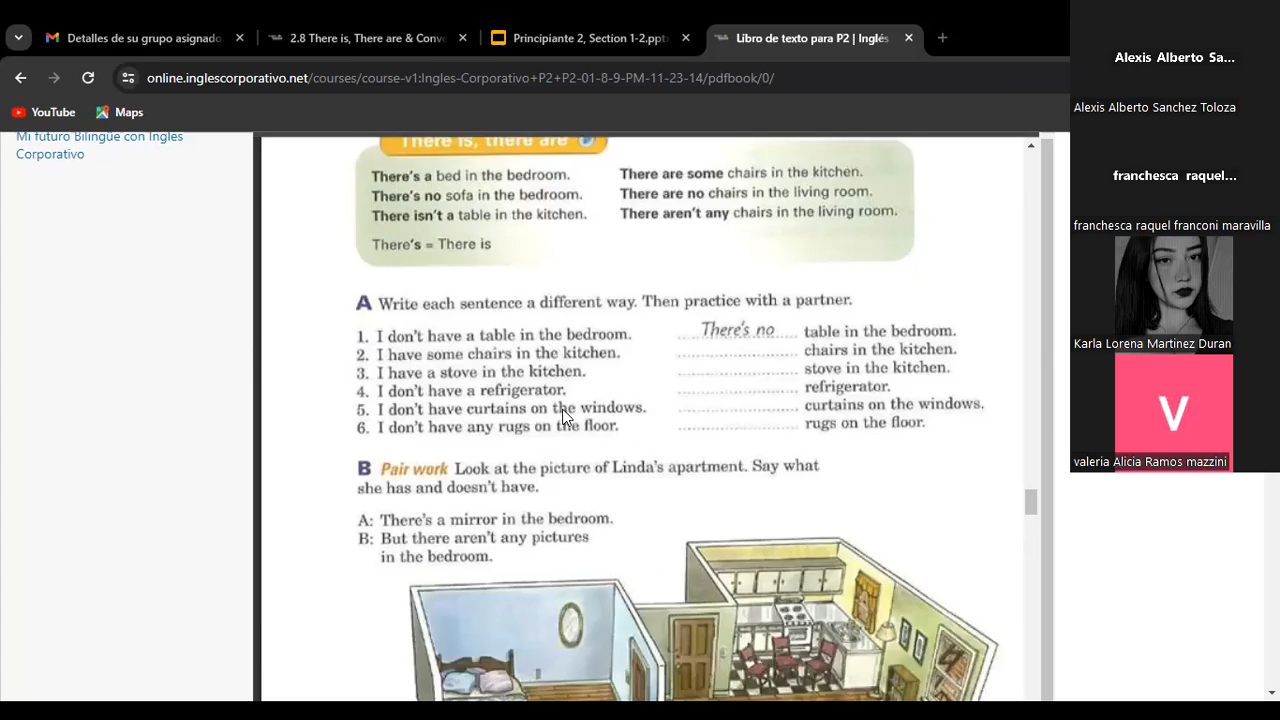 Detalles de su grupo asignado
2.8 There is, There are & Conv
Principiante 2, Section 1-2.ppt
Libro de texto para P2 | Inglés
online.inglescorporativo.net/courses/course-v1:Ingles-Corporativo+P2+P2-01-8-9-PM-11-23-14/pdfbook/0/
YouTube
Maps
Mi futuro Bilingüe con Ingles
Corporativo
There is, there are
There's a bed in the bedroom.
There's no sofa in the bedroom.
There isn't a table in the kitchen.
There's = There is
There are some chairs in the kitchen.
There are no chairs in the living room.
There aren't any chairs in the living room.
A Write each sentence a different way. Then practice with a partner.
1. I don't have a table in the bedroom. There's no table in the bedroom.
2. I have some chairs in the kitchen. .................... chairs in the kitchen.
3. I have a stove in the kitchen. .................... stove in the kitchen.
4. I don't have a refrigerator. .................... refrigerator.
5. I don't have curtains on the windows. .................... curtains on the windows.
6. I don't have any rugs on the floor. .................... rugs on the floor.
B Pair work Look at the picture of Linda's apartment. Say what
she has and doesn't have.
A: There's a mirror in the bedroom.
B: But there aren't any pictures
in the bedroom.
Alexis Alberto Sa...
Alexis Alberto Sanchez Toloza
franchesca raquel...
franchesca raquel franconi maravilla
Karla Lorena Martinez Duran
V
valeria Alicia Ramos mazzini